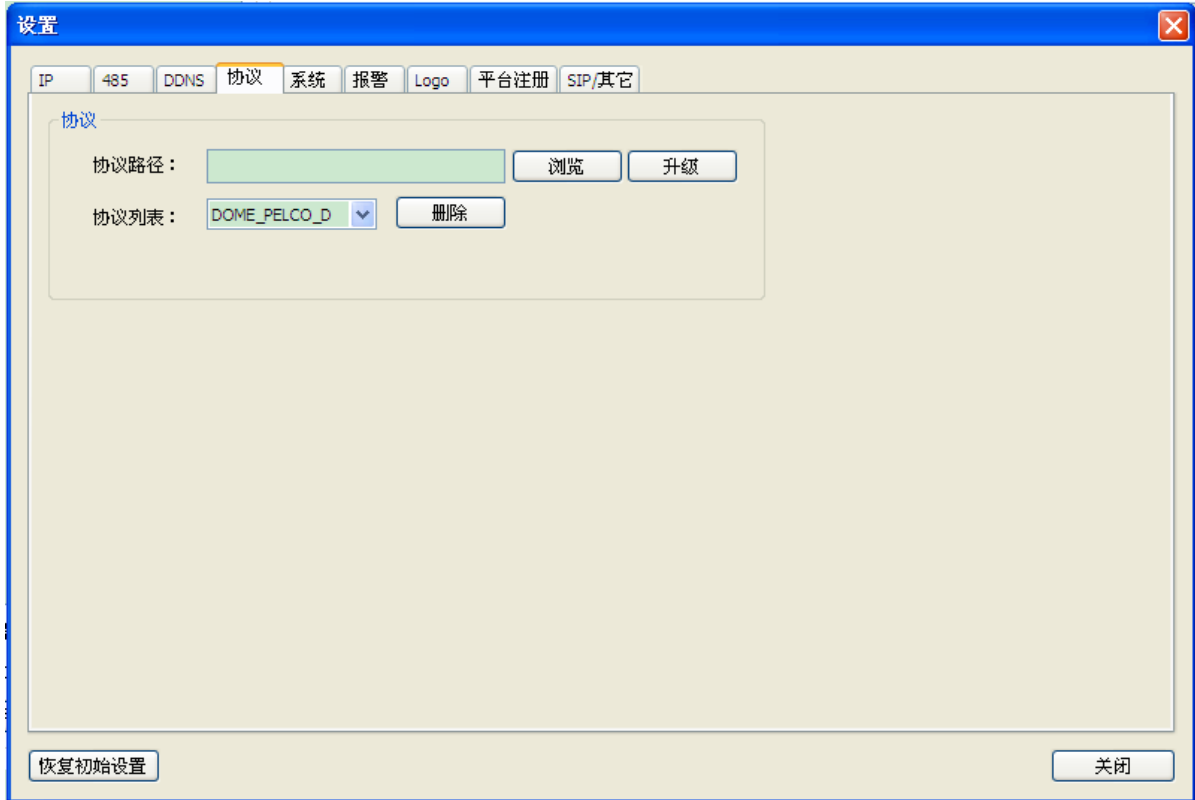 设置
IP 485 DDNS 协议 系统 报警 Logo 平台注册 SIP/其它
协议
协议路径： 浏览 升级
协议列表： DOME_PELCO_D 删除
恢复初始设置 关闭